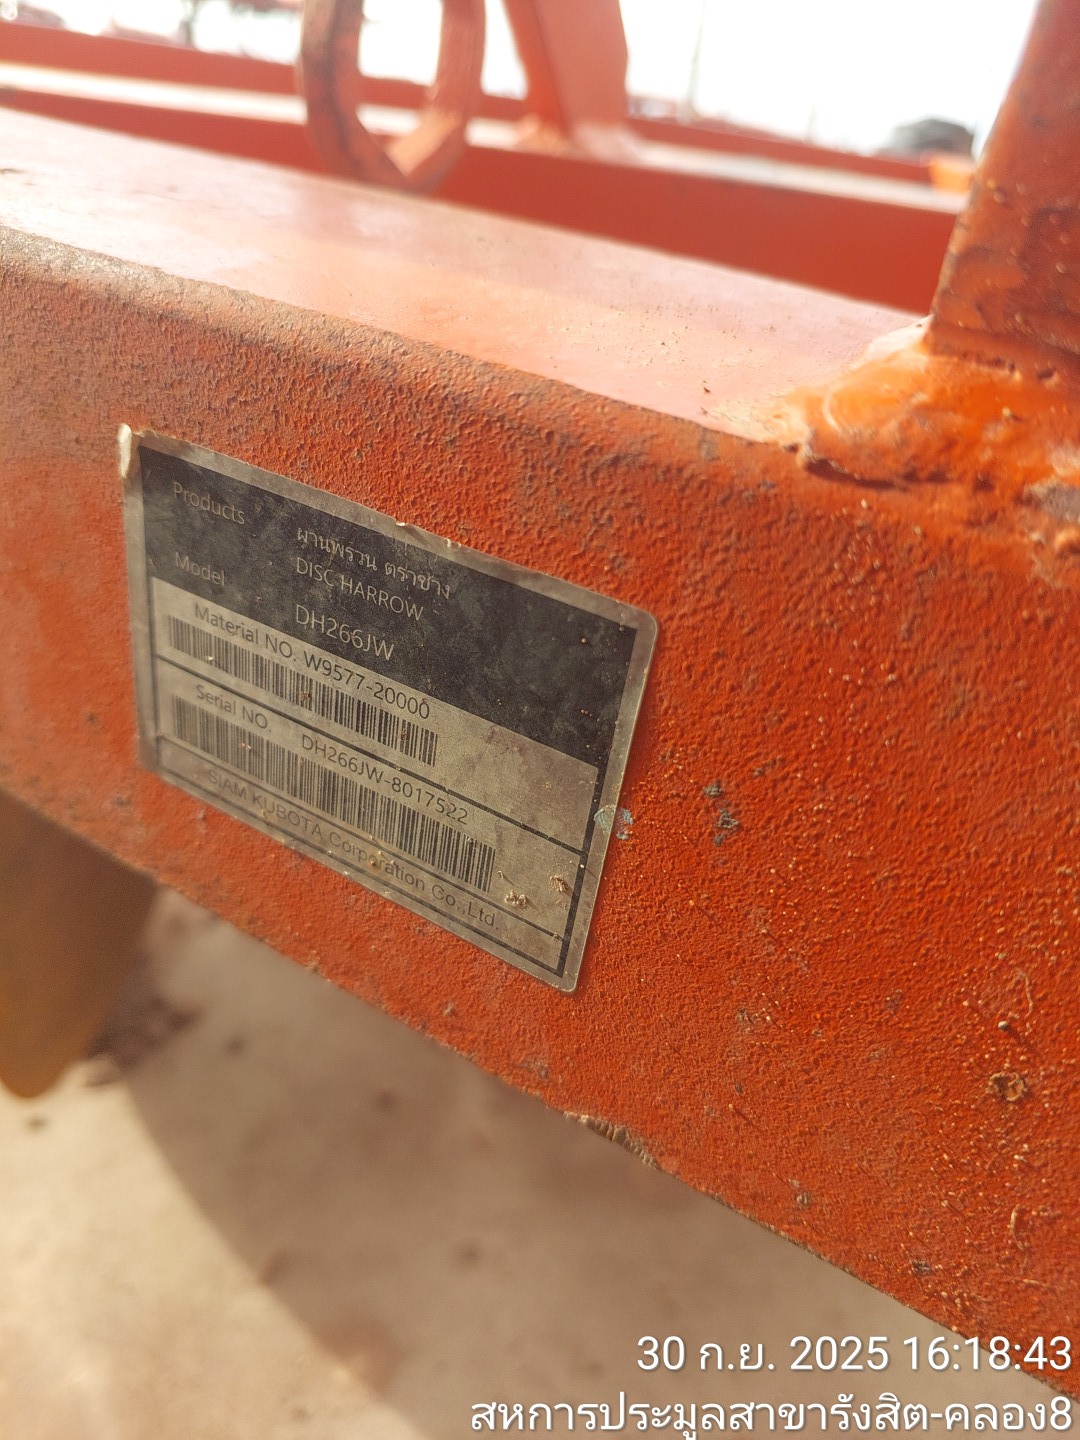 Products ผานพรวน ตราช้าง
DISC HARROW
Model DH266JW
Material NO. W9577-20000
Serial NO. DH266JW-8017522
SIAM KUBOTA Corporation Co.,Ltd.
30 ก.ย. 2025 16:18:43
สหการประมูลสาขารังสิต-คลอง8